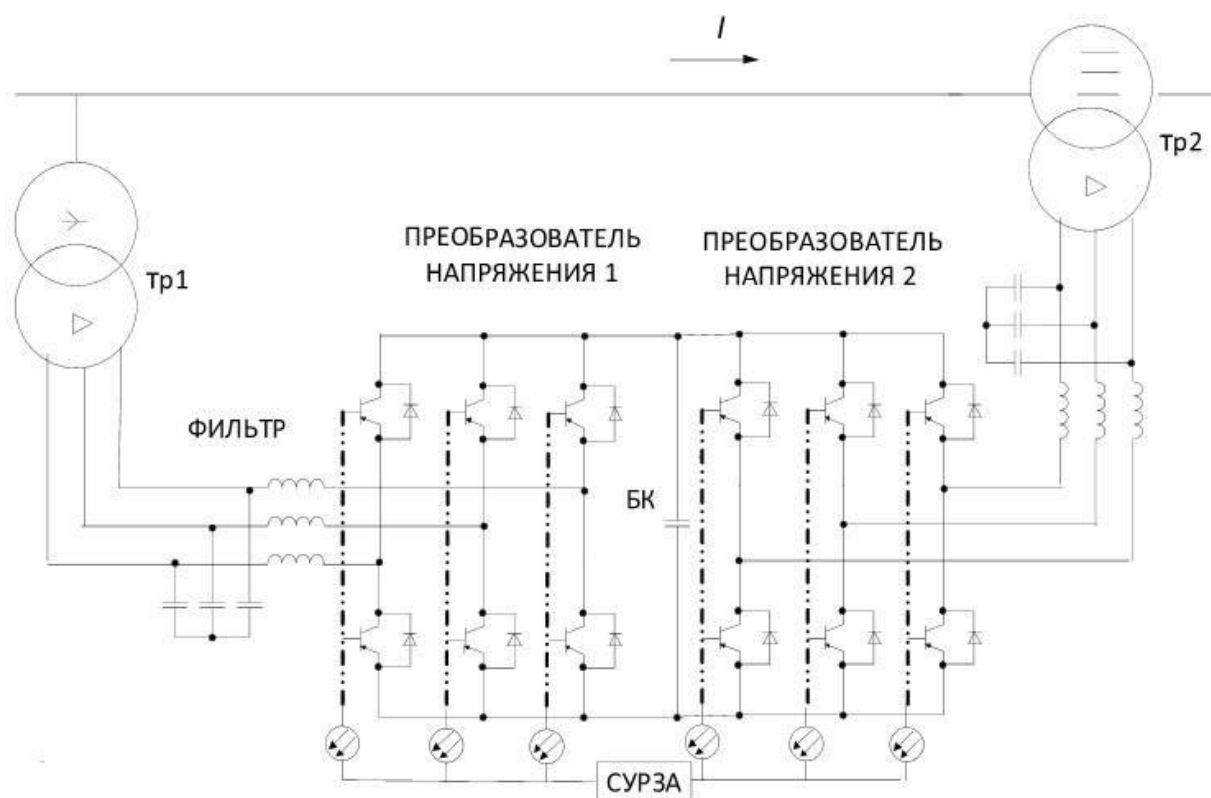 I
Тр2
Тр1
ПРЕОБРАЗОВАТЕЛЬ
НАПРЯЖЕНИЯ 1
ПРЕОБРАЗОВАТЕЛЬ
НАПРЯЖЕНИЯ 2
ФИЛЬТР
БК
СУРЗА